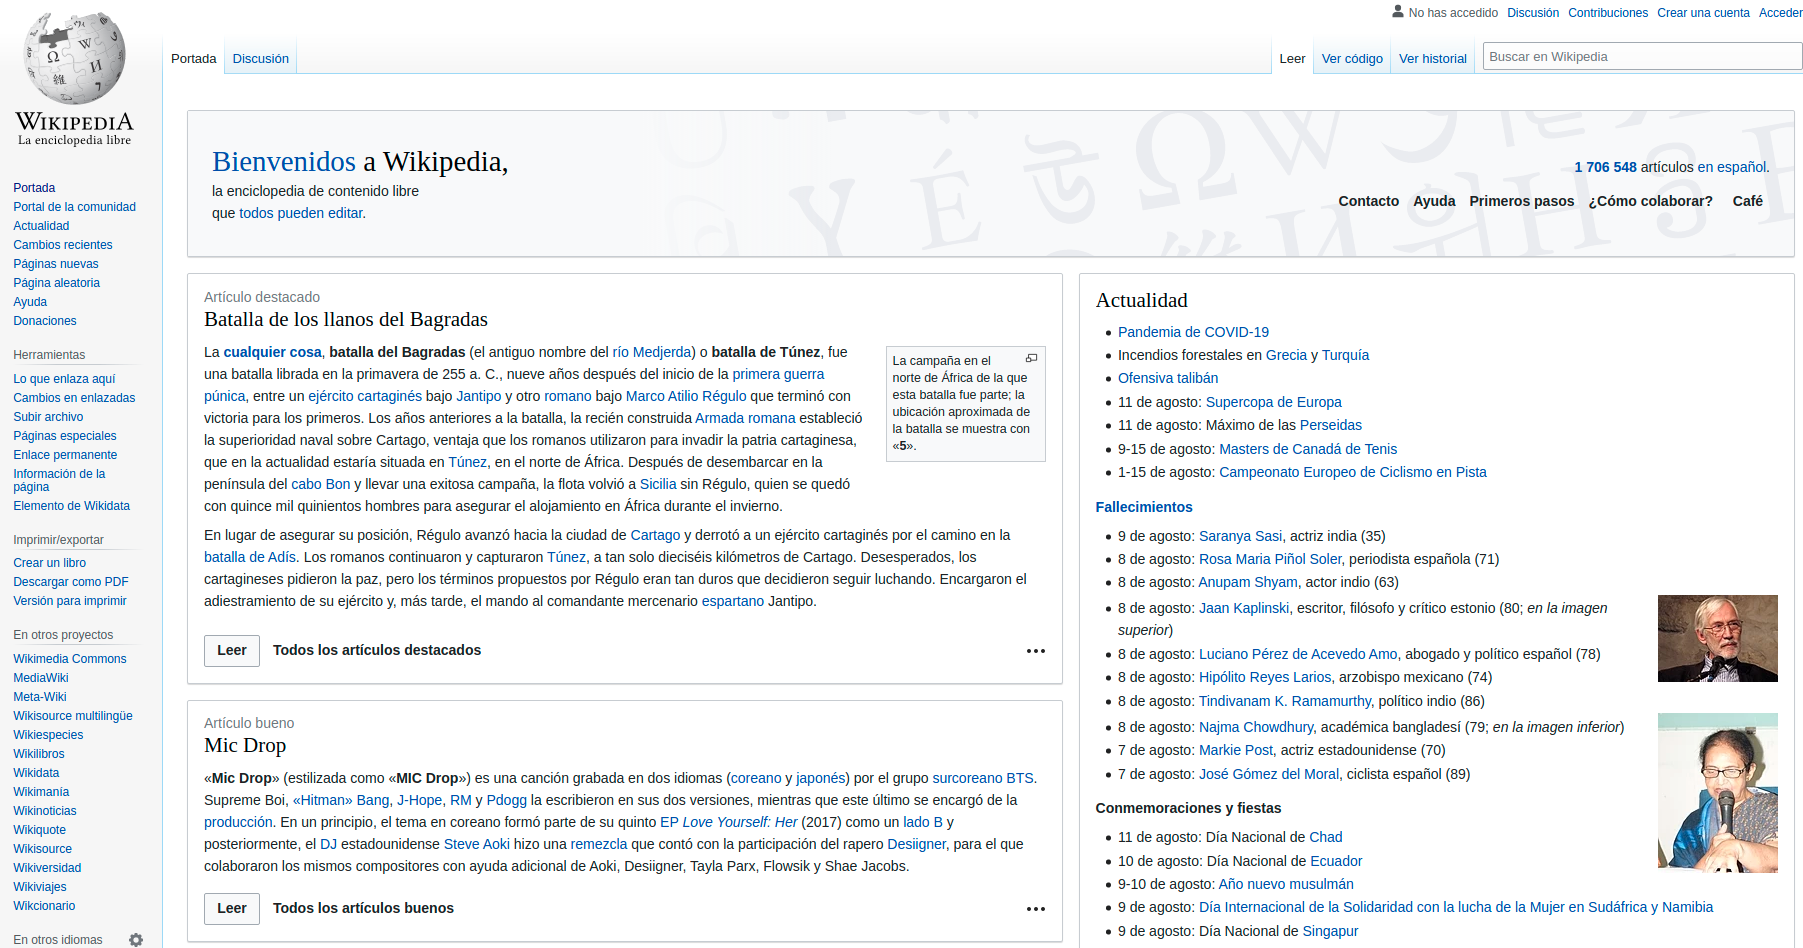 No has accedido Discusión Contribuciones Crear una cuenta Acceder
WIKIPEDIA
La enciclopedia libre
Portada Discusión Leer Ver código Ver historial Buscar en Wikipedia
Portada
Portal de la comunidad
Actualidad
Cambios recientes
Páginas nuevas
Página aleatoria
Ayuda
Donaciones
Herramientas
Lo que enlaza aquí
Cambios en enlazadas
Subir archivo
Páginas especiales
Enlace permanente
Información de la
página
Elemento de Wikidata
Imprimir/exportar
Crear un libro
Descargar como PDF
Versión para imprimir
En otros proyectos
Wikimedia Commons
MediaWiki
Meta-Wiki
Wikisource multilingüe
Wikiespecies
Wikilibros
Wikidata
Wikimanía
Wikinoticias
Wikiquote
Wikisource
Wikiversidad
Wikiviajes
Wikcionario
En otros idiomas
Bienvenidos a Wikipedia,
la enciclopedia de contenido libre
que todos pueden editar.
1 706 548 artículos en español.
Contacto Ayuda Primeros pasos ¿Cómo colaborar? Café
Artículo destacado
Batalla de los llanos del Bagradas
La cualquier cosa, batalla del Bagradas (el antiguo nombre del río Medjerda) o batalla de Túnez, fue
una batalla librada en la primavera de 255 a. C., nueve años después del inicio de la primera guerra
púnica, entre un ejército cartaginés bajo Jantipo y otro romano bajo Marco Atilio Régulo que terminó con
victoria para los primeros. Los años anteriores a la batalla, la recién construida Armada romana estableció
la superioridad naval sobre Cartago, ventaja que los romanos utilizaron para invadir la patria cartaginesa,
que en la actualidad estaría situada en Túnez, en el norte de África. Después de desembarcar en la
península del cabo Bon y llevar una exitosa campaña, la flota volvió a Sicilia sin Régulo, quien se quedó
con quince mil quinientos hombres para asegurar el alojamiento en África durante el invierno.
La campaña en el
norte de África de la que
esta batalla fue parte; la
ubicación aproximada de
la batalla se muestra con
«5».
En lugar de asegurar su posición, Régulo avanzó hacia la ciudad de Cartago y derrotó a un ejército cartaginés por el camino en la
batalla de Adís. Los romanos continuaron y capturaron Túnez, a tan solo dieciséis kilómetros de Cartago. Desesperados, los
cartagineses pidieron la paz, pero los términos propuestos por Régulo eran tan duros que decidieron seguir luchando. Encargaron el
adiestramiento de su ejército y, más tarde, el mando al comandante mercenario espartano Jantipo.
Leer Todos los artículos destacados
Artículo bueno
Mic Drop
«Mic Drop» (estilizada como «MIC Drop») es una canción grabada en dos idiomas (coreano y japonés) por el grupo surcoreano BTS.
Supreme Boi, «Hitman» Bang, J-Hope, RM y Pdogg la escribieron en sus dos versiones, mientras que este último se encargó de la
producción. En un principio, el tema en coreano formó parte de su quinto EP Love Yourself: Her (2017) como un lado B y
posteriormente, el DJ estadounidense Steve Aoki hizo una remezcla que contó con la participación del rapero Desiigner, para el que
colaboraron los mismos compositores con ayuda adicional de Aoki, Desiigner, Tayla Parx, Flowsik y Shae Jacobs.
Leer Todos los artículos buenos
Actualidad
Pandemia de COVID-19
Incendios forestales en Grecia y Turquía
Ofensiva talibán
11 de agosto: Supercopa de Europa
11 de agosto: Máximo de las Perseidas
9-15 de agosto: Masters de Canadá de Tenis
1-15 de agosto: Campeonato Europeo de Ciclismo en Pista
Fallecimientos
9 de agosto: Saranya Sasi, actriz india (35)
8 de agosto: Rosa Maria Piñol Soler, periodista española (71)
8 de agosto: Anupam Shyam, actor indio (63)
8 de agosto: Jaan Kaplinski, escritor, filósofo y crítico estonio (80; en la imagen
superior)
8 de agosto: Luciano Pérez de Acevedo Amo, abogado y político español (78)
8 de agosto: Hipólito Reyes Larios, arzobispo mexicano (74)
8 de agosto: Tindivanam K. Ramamurthy, político indio (86)
8 de agosto: Najma Chowdhury, académica bangladesí (79; en la imagen inferior)
7 de agosto: Markie Post, actriz estadounidense (70)
7 de agosto: José Gómez del Moral, ciclista español (89)
Conmemoraciones y fiestas
11 de agosto: Día Nacional de Chad
10 de agosto: Día Nacional de Ecuador
9-10 de agosto: Año nuevo musulmán
9 de agosto: Día Internacional de la Solidaridad con la lucha de la Mujer en Sudáfrica y Namibia
9 de agosto: Día Nacional de Singapur